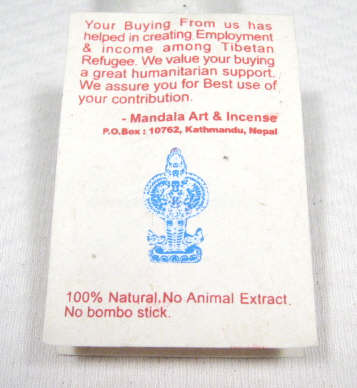 Your Buying From us has
helped in creating Employment
& income among Tibetan
Refugee. We value your buying
a great humanitarian support.
We assure you for Best use of
your contribution.
- Mandala Art & Incense
P.O.Box : 10762, Kathmandu, Nepal
100% Natural.No Animal Extract.
No bombo stick.